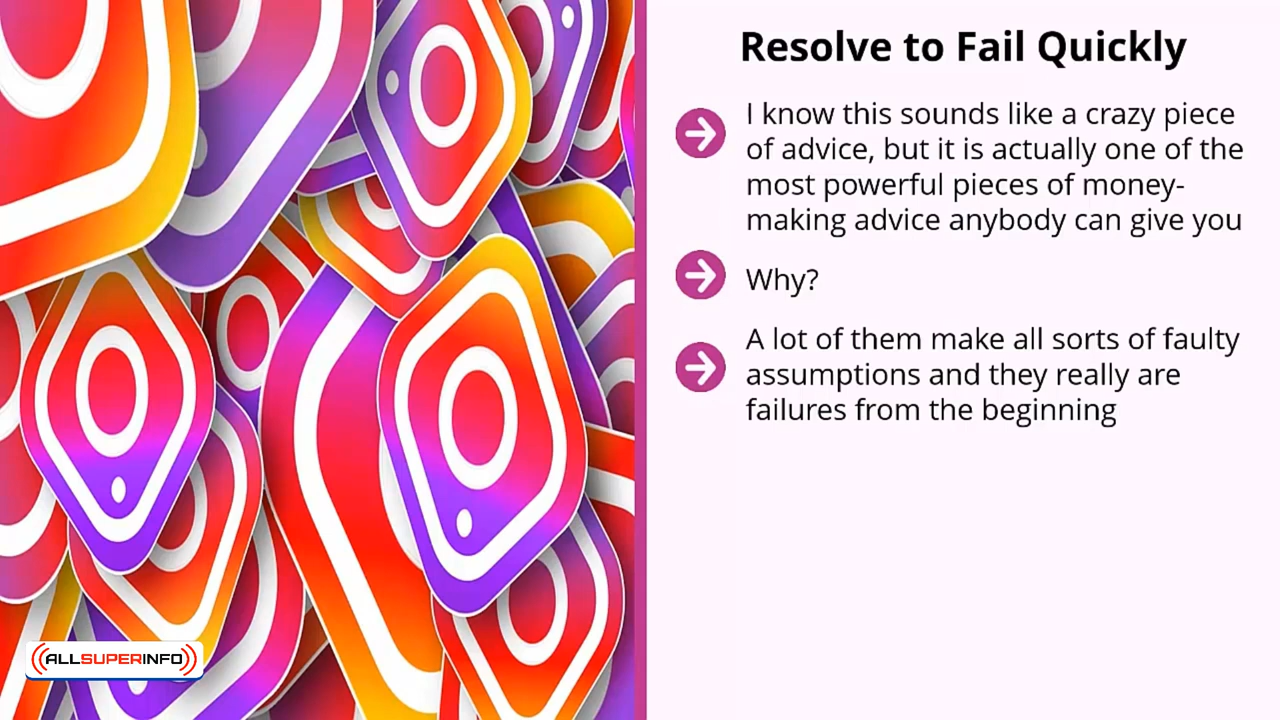 Resolve to Fail Quickly
I know this sounds like a crazy piece
of advice, but it is actually one of the
most powerful pieces of money-
making advice anybody can give you
Why?
A lot of them make all sorts of faulty
assumptions and they really are
failures from the beginning
ALLSUPERINFO